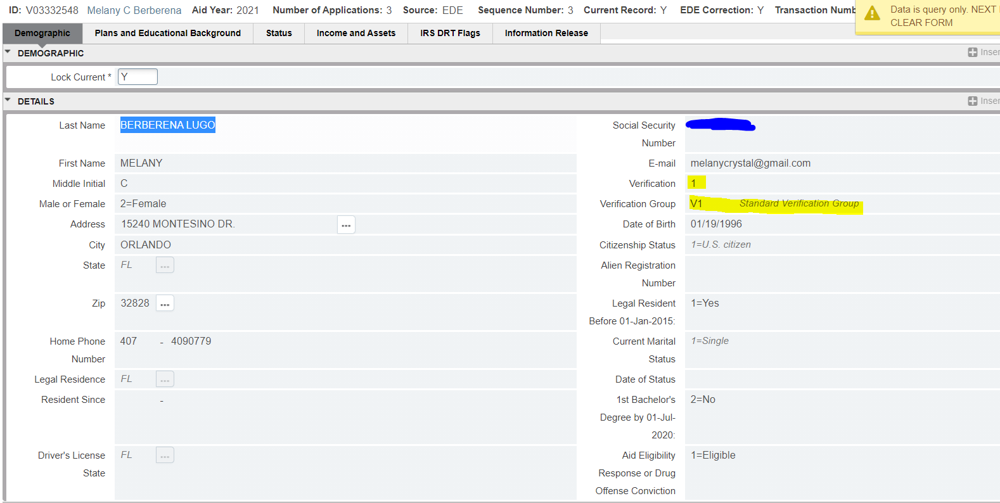 ID: V03332548 Melany C Berberena Aid Year: 2021 Number of Applications: 3 Source: EDE Sequence Number: 3 Current Record: Y EDE Correction: Y Transaction
Data is query only. NEXT
CLEAR FORM
Demographic Plans and Educational Background Status Income and Assets IRS DRT Flags Information Release
DEMOGRAPHIC
Lock Current * Y
DETAILS
Last Name BERBERENA LUGO
Social Security
Number
First Name MELANY
E-mail melanycrystal@gmail.com
Middle Initial C
Verification 1
Male or Female 2=Female
Verification Group V1 Standard Verification Group
Address 15240 MONTESINO DR. ...
Date of Birth 01/19/1996
City ORLANDO
Citizenship Status 1=U.S. citizen
State FL ...
Alien Registration
Number
Zip 32828 ...
Legal Resident 1=Yes
Before 01-Jan-2015:
Home Phone 407 - 4090779
Number
Current Marital 1=Single
Status
Legal Residence FL ...
Date of Status
Resident Since -
1st Bachelor's 2=No
Degree by 01-Jul-
2020:
Driver's License FL ...
State
Aid Eligibility 1=Eligible
Response or Drug
Offense Conviction